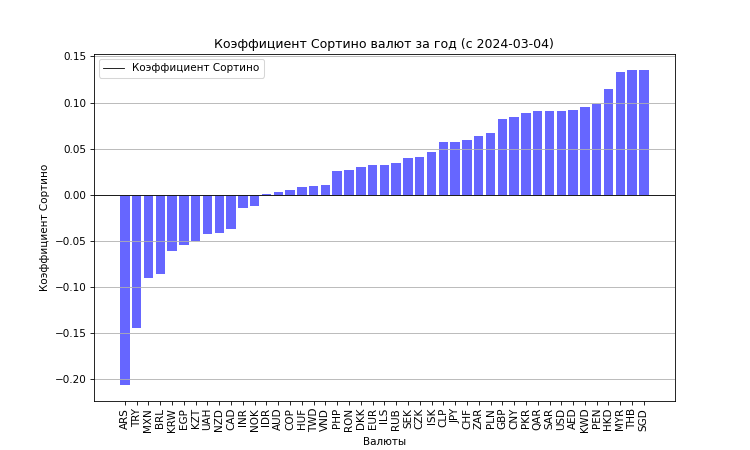 Коэффициент Сортино валют за год (с 2024-03-04)
Коэффициент Сортино
0.15
0.10
0.05
0.00
−0.05
−0.10
−0.15
−0.20
Коэффициент Сортино
ARS TRY MXN BRL KRW EGP KZT UAH NZD CAD INR NOK IDR AUD COP HUF TWD VND PHP RON DKK EUR ILS RUB SEK CZK ISK CLP JPY CHF ZAR PLN GBP CNY PKR QAR SAR USD AED KWD PEN HKD MYR THB SGD
Валюты